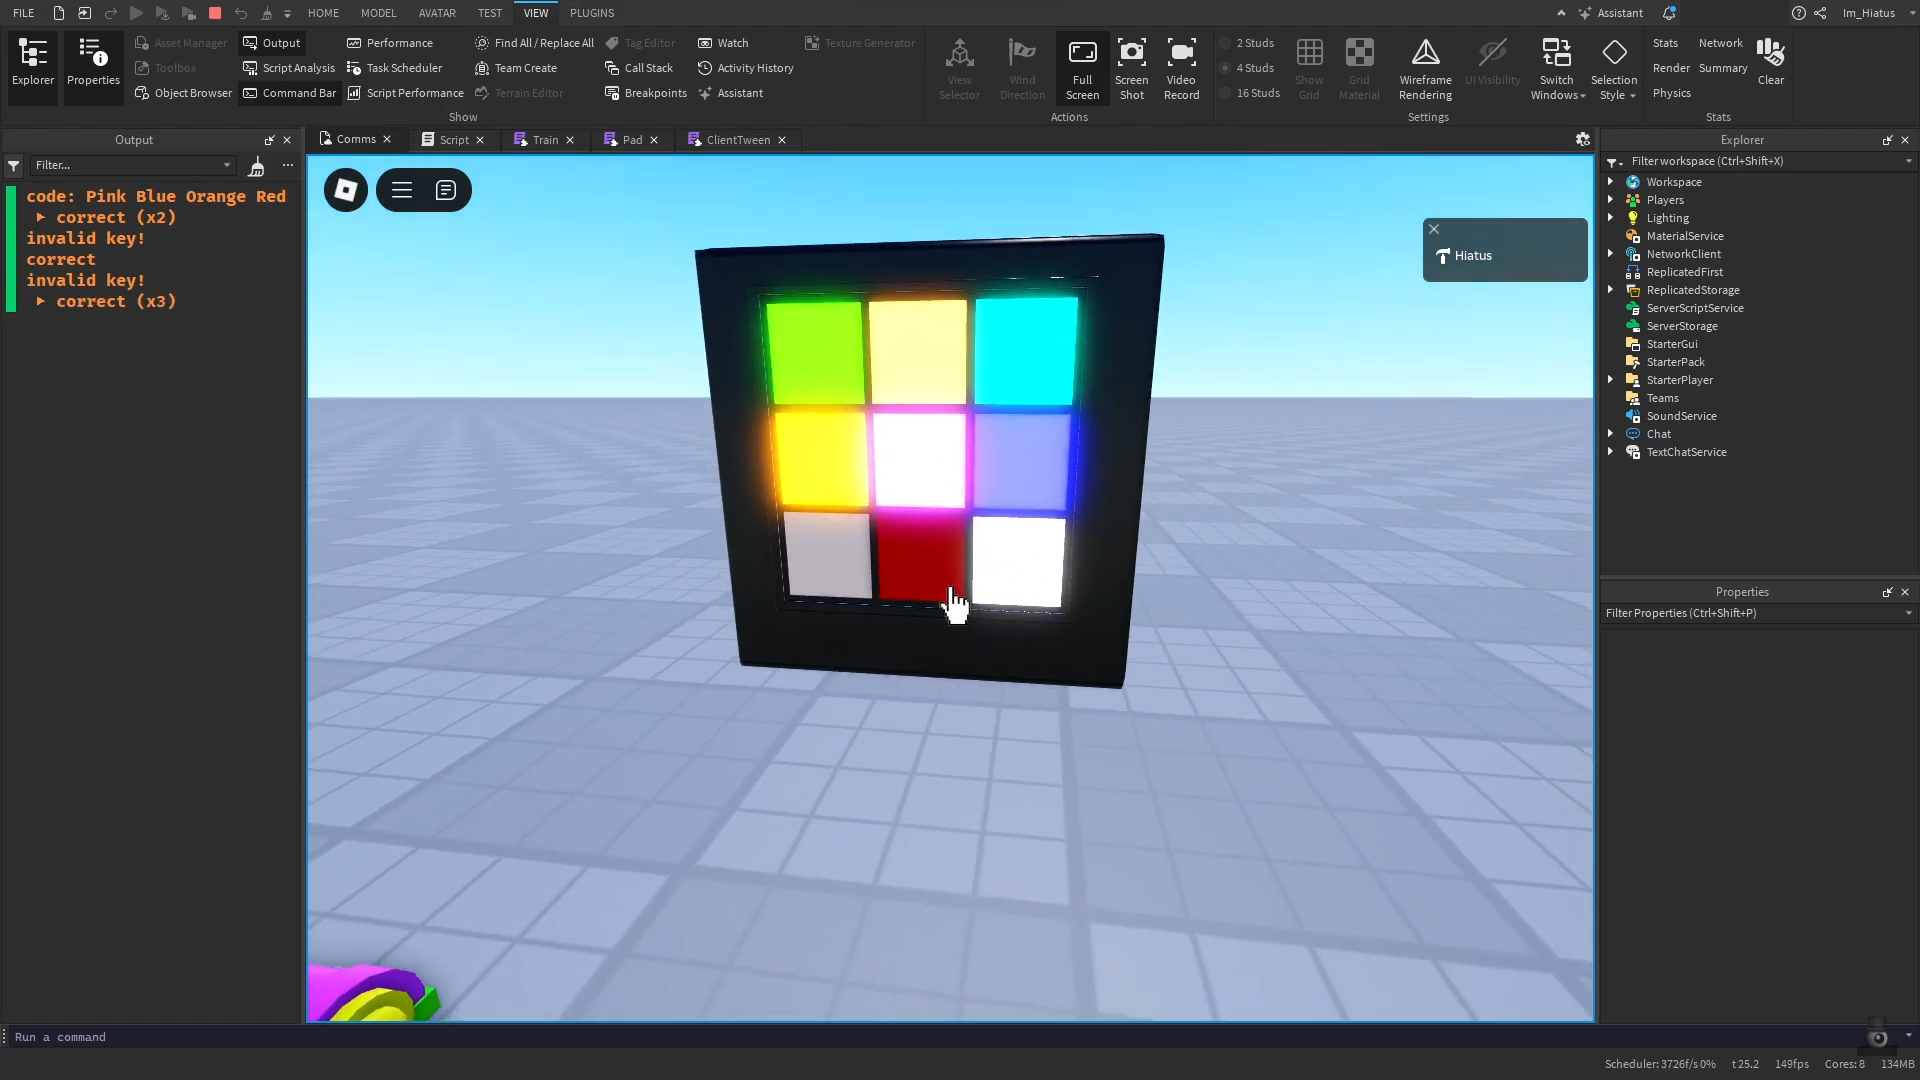 FILE HOME MODEL AVATAR TEST VIEW PLUGINS Assistant Im_Hiatus
Explorer
Properties
Asset Manager
Toolbox
Object Browser
Output
Script Analysis
Command Bar
Performance
Task Scheduler
Script Performance
Find All / Replace All
Team Create
Terrain Editor
Tag Editor
Call Stack
Breakpoints
Watch
Activity History
Assistant
Texture Generator
Show
View
Selector
Wind
Direction
Full
Screen
Screen
Shot
Video
Record
Actions
2 Studs
4 Studs
16 Studs
Show
Grid
Grid
Material
Wireframe
Rendering
UI Visibility
Switch
Windows
Selection
Style
Settings
Stats
Render
Physics
Network
Summary
Clear
Stats
Output
Filter...
code: Pink Blue Orange Red
correct (x2)
invalid key!
correct
invalid key!
correct (x3)
Comms
Script
Train
Pad
ClientTween
Hiatus
Explorer
Filter workspace (Ctrl+Shift+X)
Workspace
Players
Lighting
MaterialService
NetworkClient
ReplicatedFirst
ReplicatedStorage
ServerScriptService
ServerStorage
StarterGui
StarterPack
StarterPlayer
Teams
SoundService
Chat
TextChatService
Properties
Filter Properties (Ctrl+Shift+P)
Run a command
Scheduler: 3726f/s 0% t 25.2 149fps Cores: 8 134MB